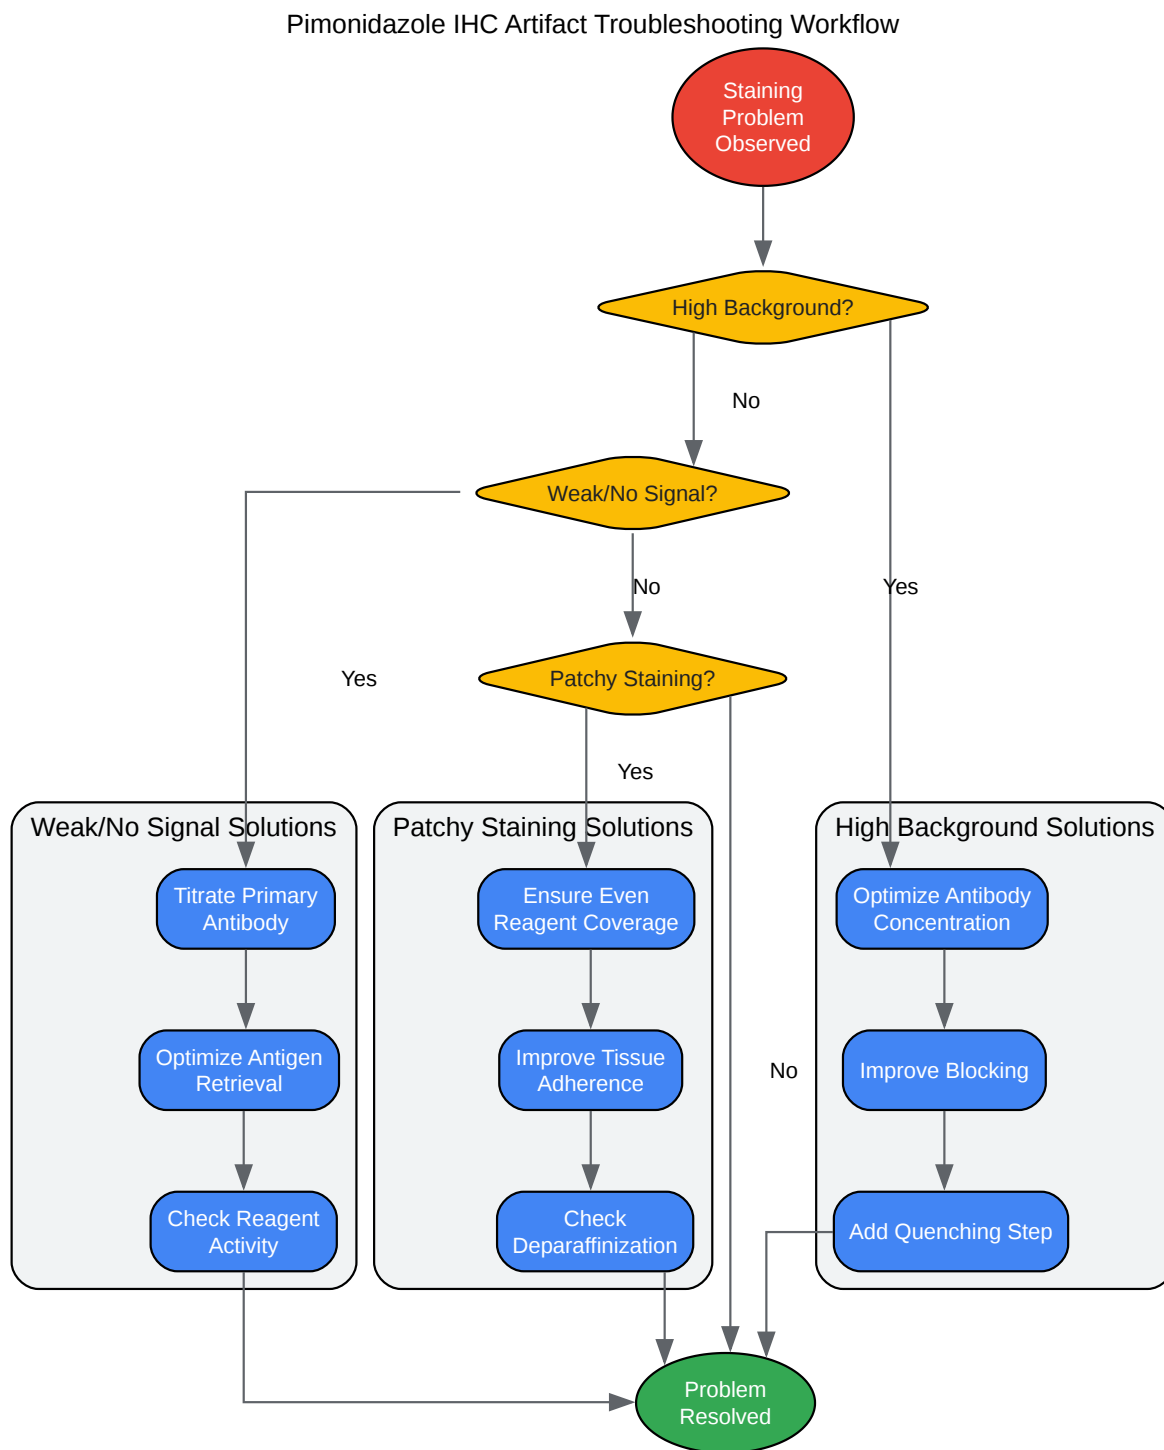 Pimonidazole IHC Artifact Troubleshooting Workflow
Staining
Problem
Observed
High Background?
No
Weak/No Signal?
No
Yes
Yes
Patchy Staining?
Yes
Weak/No Signal Solutions
Patchy Staining Solutions
High Background Solutions
Titrate Primary
Antibody
Ensure Even
Reagent Coverage
Optimize Antibody
Concentration
Optimize Antigen
Retrieval
Improve Tissue
Adherence
No
Improve Blocking
Check Reagent
Activity
Check
Deparaffinization
Add Quenching Step
Problem
Resolved